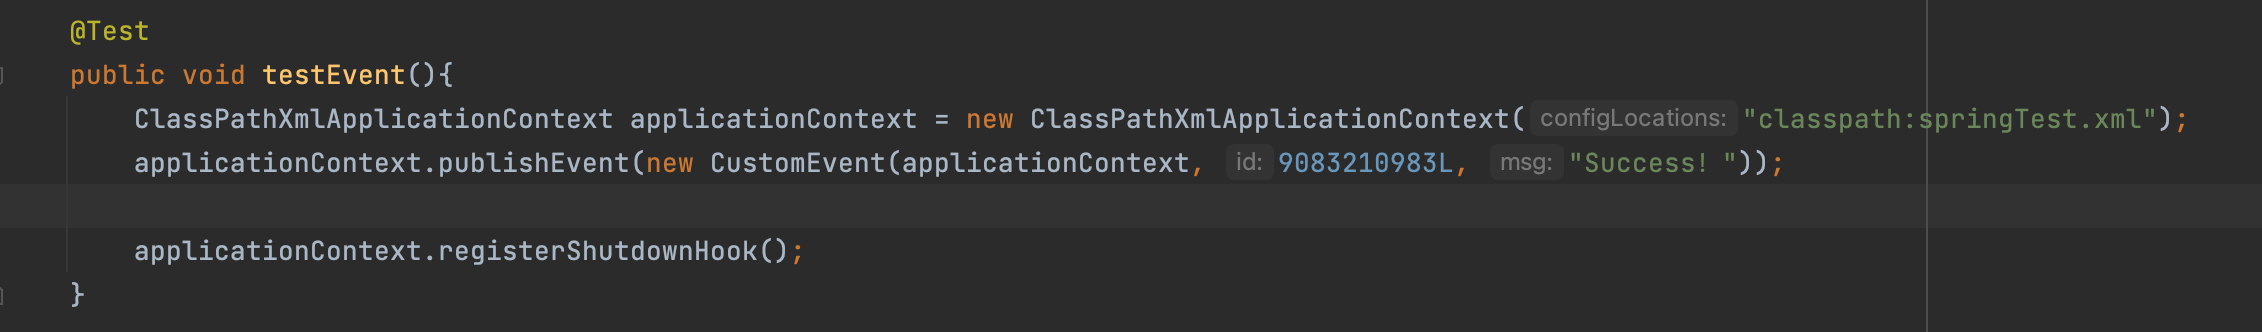 @Test
public void testEvent(){
ClassPathXmlApplicationContext applicationContext = new ClassPathXmlApplicationContext( configLocations: "classpath:springTest.xml");
applicationContext.publishEvent(new CustomEvent(applicationContext, id: 9083210983L, msg: "Success! "));
applicationContext.registerShutdownHook();
}